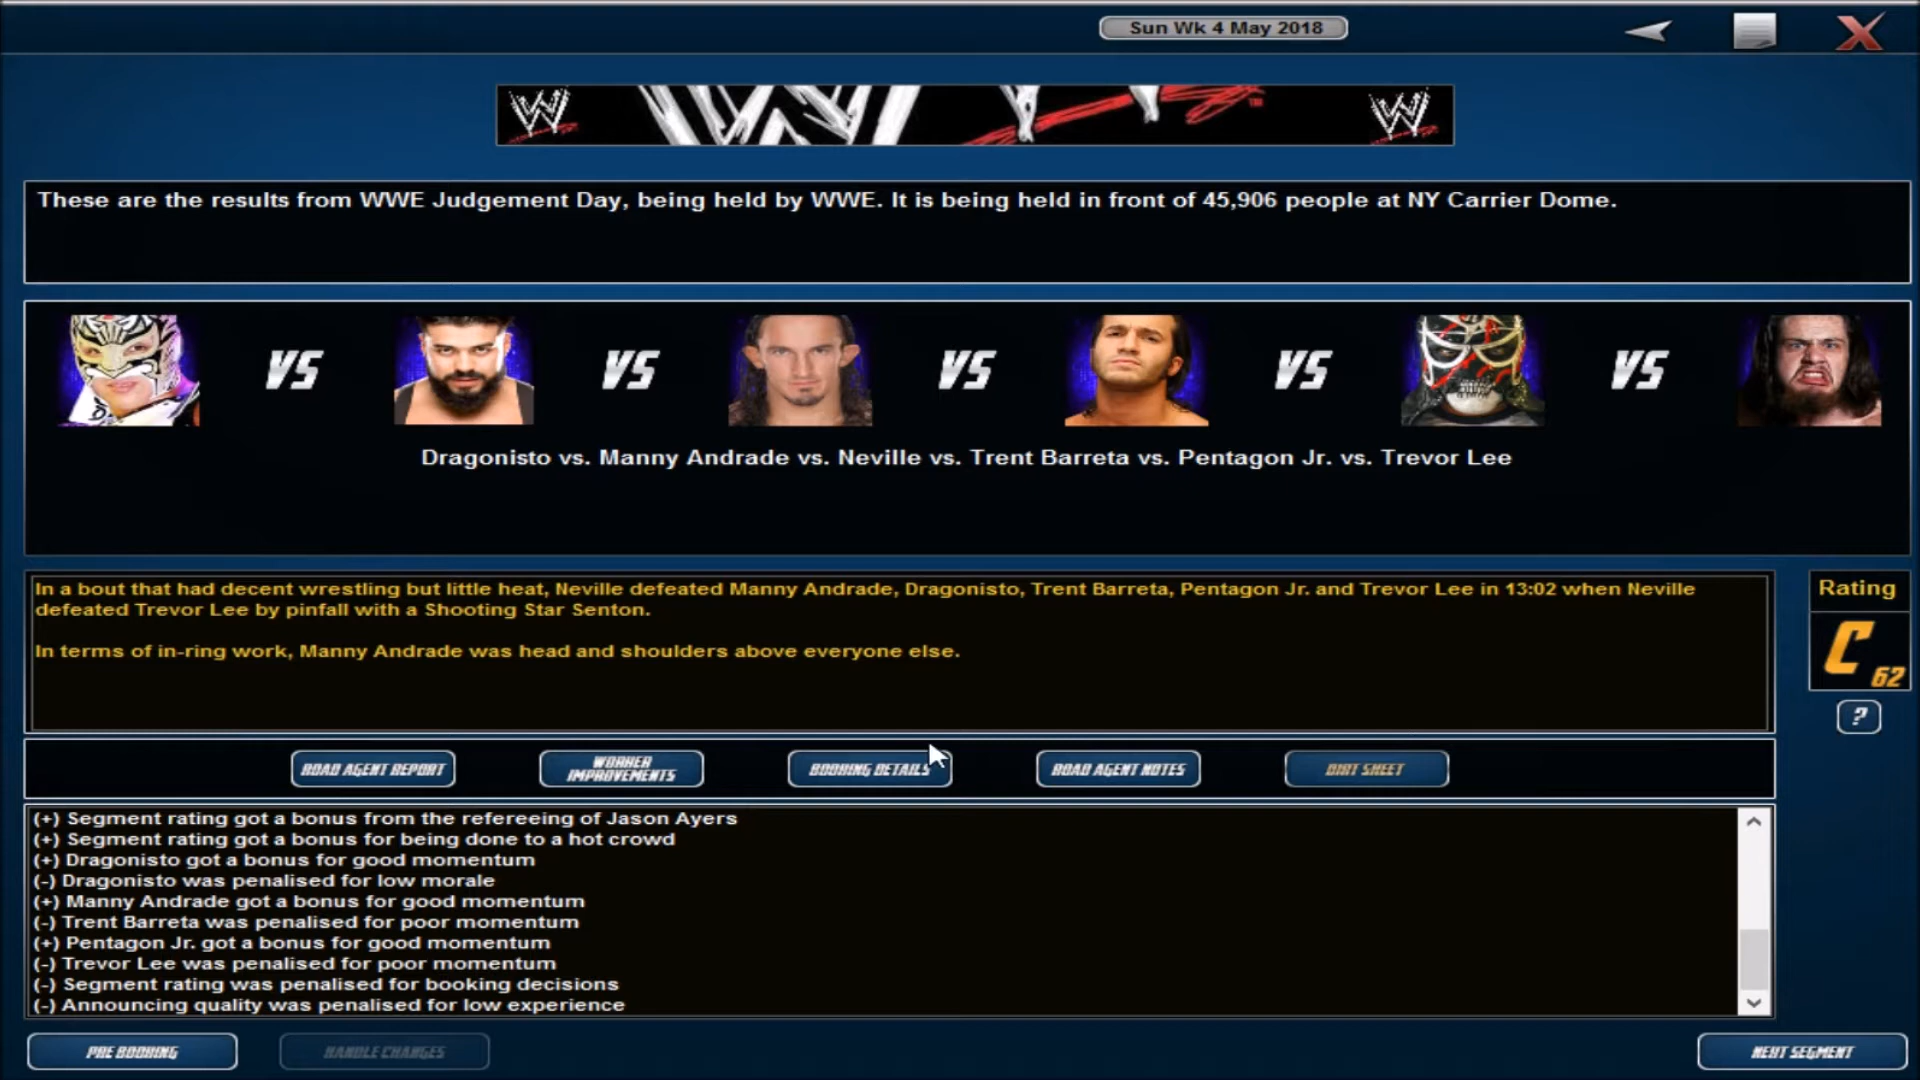 Sun Wk 4 May 2018
These are the results from WWE Judgement Day, being held by WWE. It is being held in front of 45,906 people at NY Carrier Dome.
VS VS VS VS VS
Dragonisto vs. Manny Andrade vs. Neville vs. Trent Barreta vs. Pentagon Jr. vs. Trevor Lee
In a bout that had decent wrestling but little heat, Neville defeated Manny Andrade, Dragonisto, Trent Barreta, Pentagon Jr. and Trevor Lee in 13:02 when Neville
defeated Trevor Lee by pinfall with a Shooting Star Senton.
In terms of in-ring work, Manny Andrade was head and shoulders above everyone else.
Rating
C 62
?
ROAD AGENT REPORT
WORKER
IMPROVEMENTS
BOOKING DETAILS
ROAD AGENT NOTES
DIRT SHEET
(+) Segment rating got a bonus from the refereeing of Jason Ayers
(+) Segment rating got a bonus for being done to a hot crowd
(+) Dragonisto got a bonus for good momentum
(-) Dragonisto was penalised for low morale
(+) Manny Andrade got a bonus for good momentum
(-) Trent Barreta was penalised for poor momentum
(+) Pentagon Jr. got a bonus for good momentum
(-) Trevor Lee was penalised for poor momentum
(-) Segment rating was penalised for booking decisions
(-) Announcing quality was penalised for low experience
PRE BOOKING
HANDLE CHANGES
NEXT SEGMENT